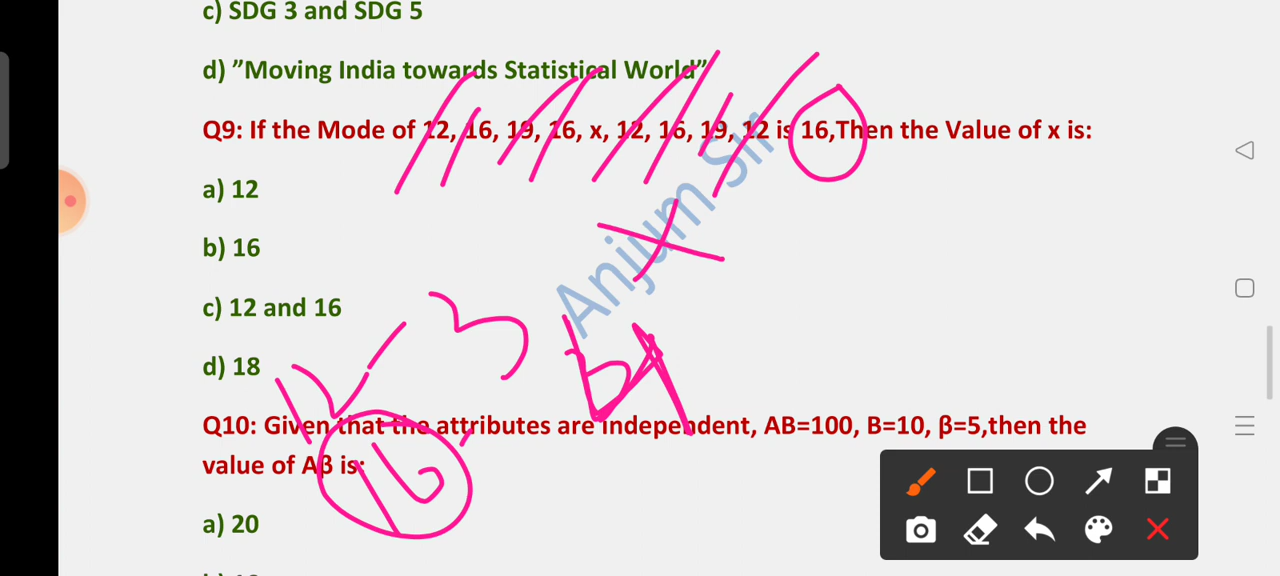 c) SDG 3 and SDG 5
d) ”Moving India towards Statistical World”
Q9: If the Mode of 12, 16, 19, 16, x, 12, 16, 19, 12 is 16,Then the Value of x is:
a) 12
b) 16
c) 12 and 16
d) 18
Anjum Sir
12 - 3
16
Q10: Given that the attributes are independent, AB=100, B=10, β=5,then the
value of Aβ is:
a) 20